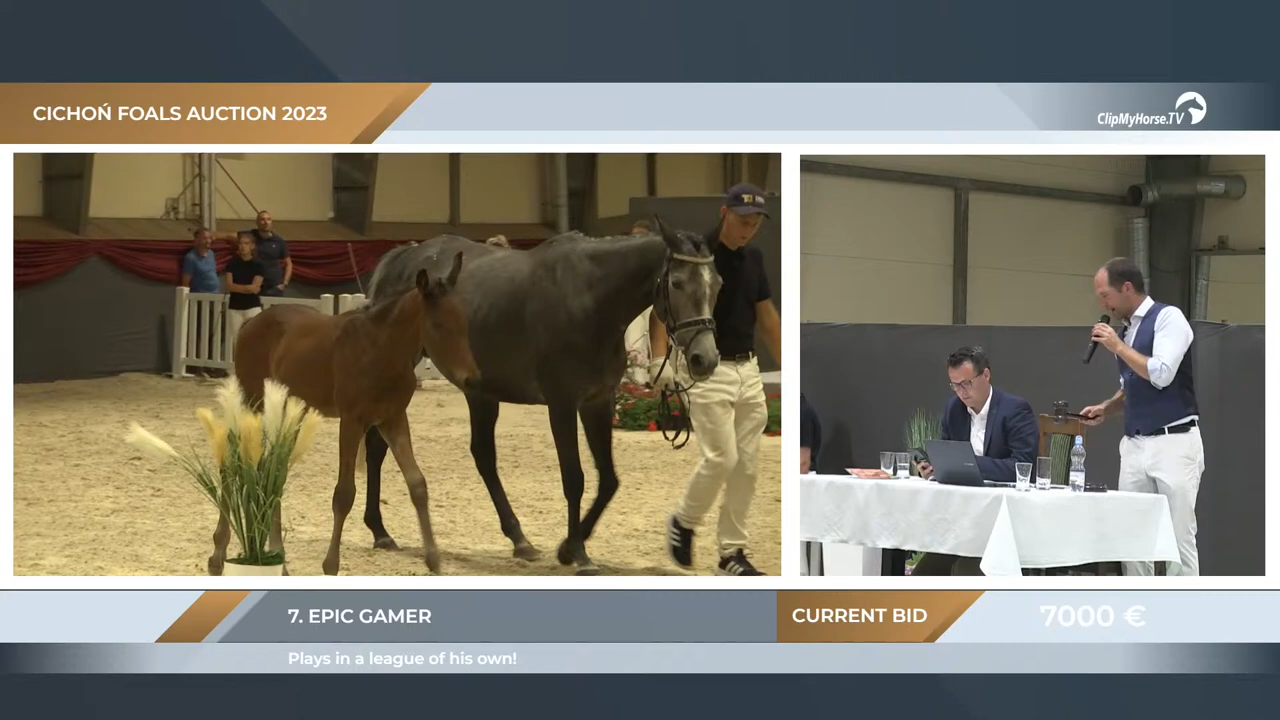 CICHOŃ FOALS AUCTION 2023
ClipMyHorse.TV
7. EPIC GAMER
CURRENT BID
7000 €
Plays in a league of his own!